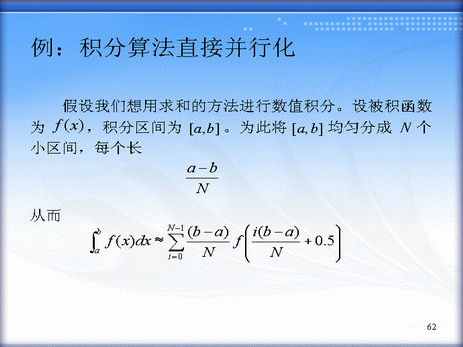 例：积分算法直接并行化
假设我们想用求和的方法进行数值积分。设被积函数
为 f(x)，积分区间为 [a,b]。为此将 [a,b] 均匀分成 N 个
小区间，每个长
\frac{a-b}{N}
从而
\int_a^b f(x)dx \approx \sum_{i=0}^{N-1} \frac{(b-a)}{N} f\left(\frac{i(b-a)}{N}+0.5\right)
62